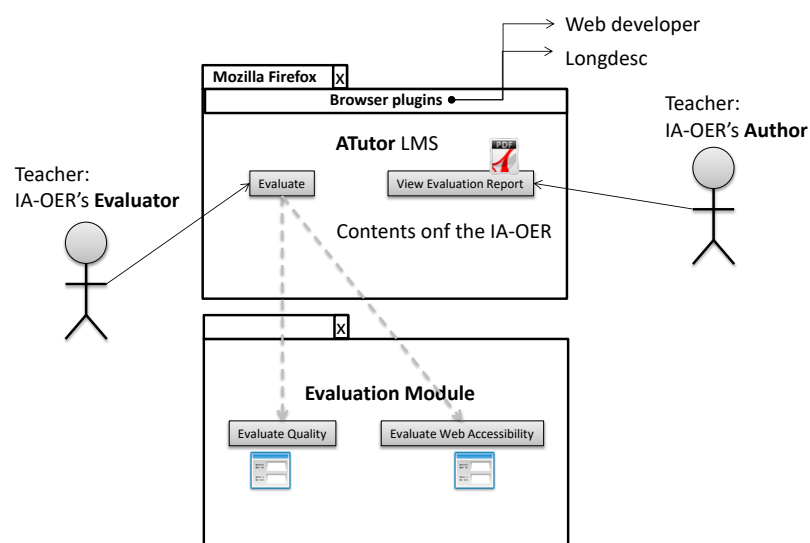 Web developer
Longdesc
Mozilla Firefox
X
Browser plugins
ATutor LMS
PDF
Teacher:
IA-OER's Author
Teacher:
IA-OER's Evaluator
Evaluate
View Evaluation Report
Contents onf the IA-OER
X
Evaluation Module
Evaluate Quality
Evaluate Web Accessibility